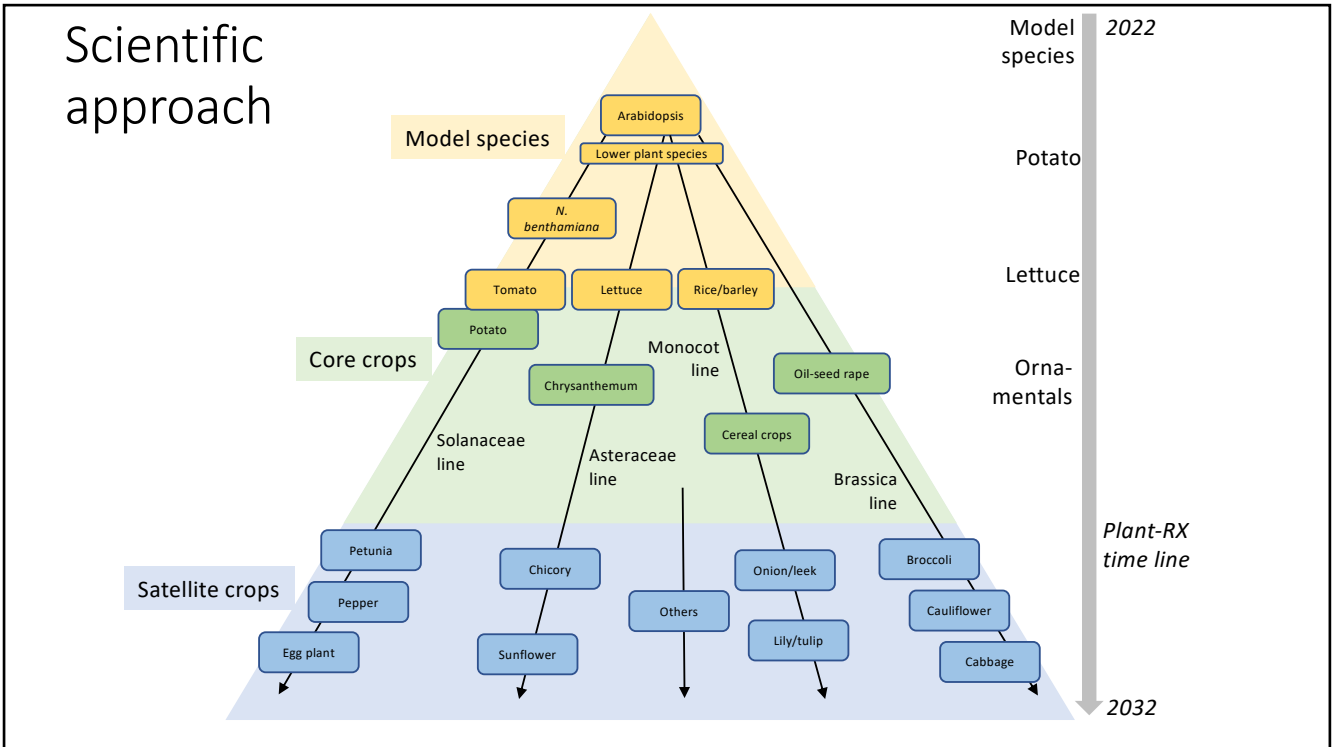 Scientific
approach
Model
species
2022
Arabidopsis
Model species
Lower plant species
Potato
N.
benthamiana
Lettuce
Tomato
Lettuce
Rice/barley
Potato
Core crops
Monocot
line
Orna-
mentals
Chrysanthemum
Oil-seed rape
Cereal crops
Solanaceae
line
Asteraceae
line
Brassica
line
Plant-RX
time line
Petunia
Chicory
Onion/leek
Broccoli
Satellite crops
Pepper
Others
Cauliflower
Egg plant
Sunflower
Lily/tulip
Cabbage
2032